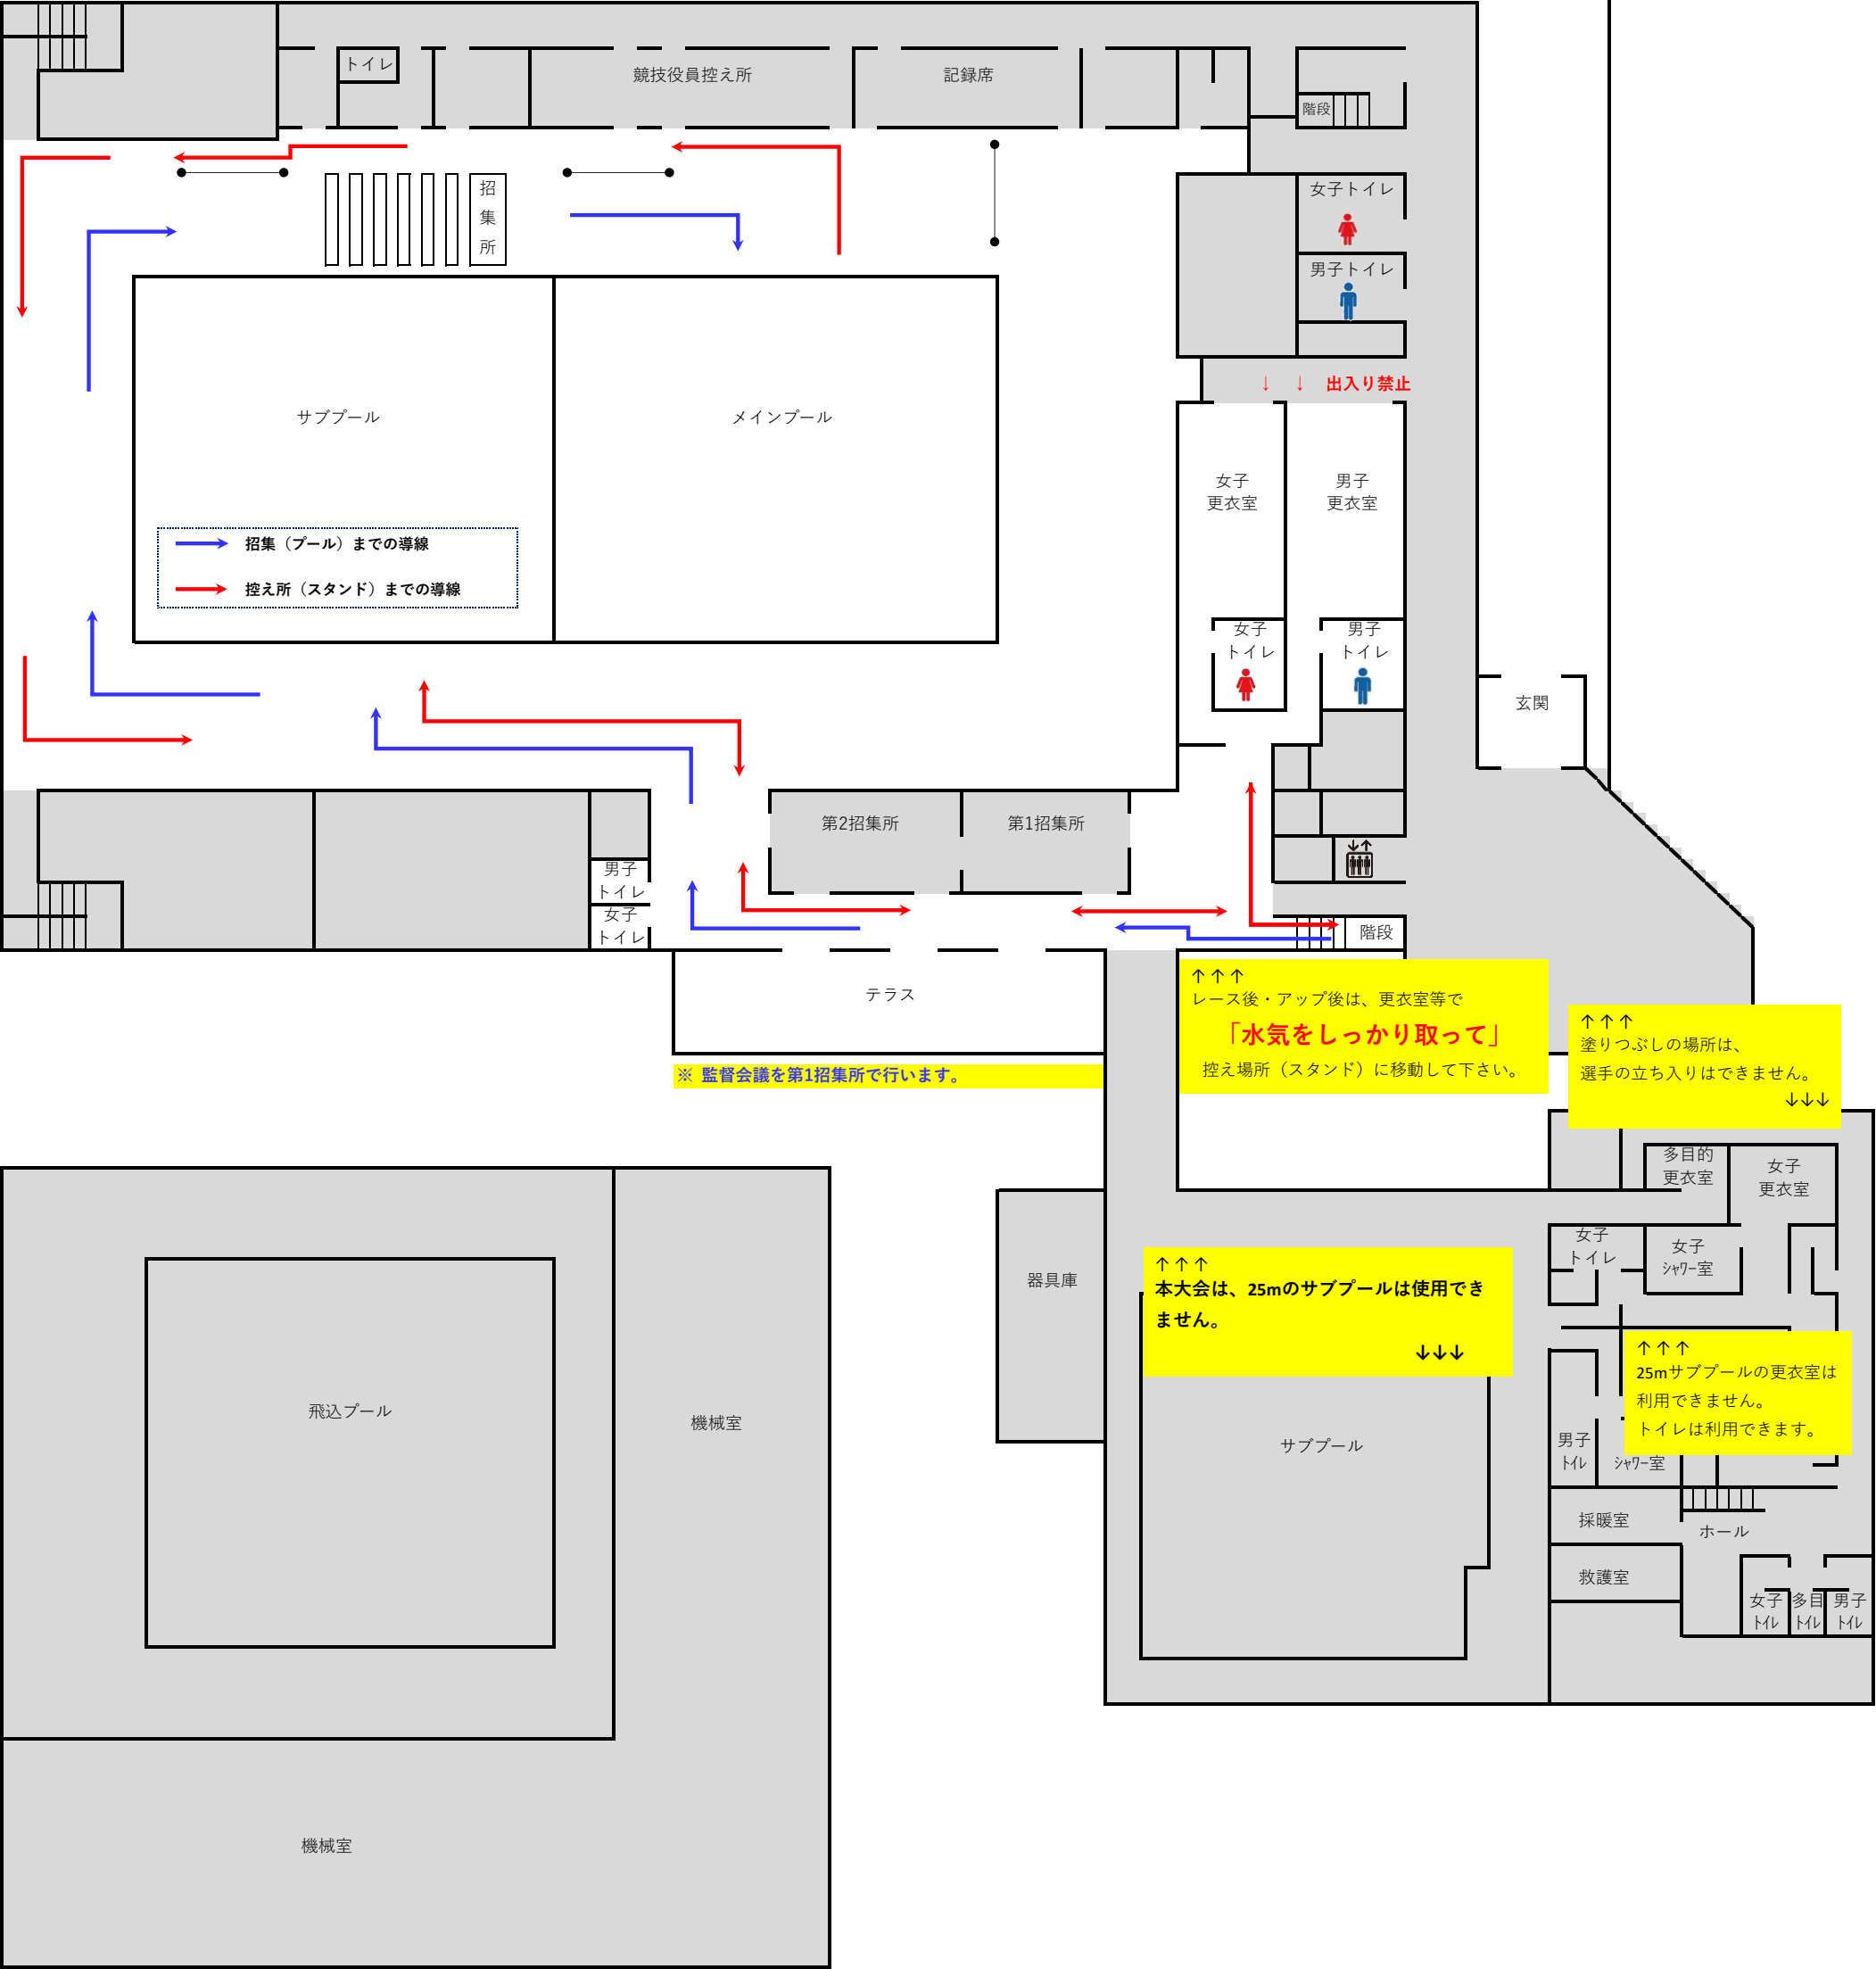 トイレ
競技役員控え所
記録席
階段
招
集
所
女子トイレ
男子トイレ
↓ ↓ 出入り禁止
サブプール
メインプール
女子
更衣室
男子
更衣室
招集（プール）までの導線
控え所（スタンド）までの導線
女子
トイレ
男子
トイレ
玄関
第2招集所
第1招集所
男子
トイレ
女子
トイレ
階段
テラス
↑↑↑
レース後・アップ後は、更衣室等で
「水気をしっかり取って」
控え場所（スタンド）に移動して下さい。
↑↑↑
塗りつぶしの場所は、
選手の立ち入りはできません。
↓↓↓
※ 監督会議を第1招集所で行います。
多目的
更衣室
女子
更衣室
女子
トイレ
女子
ｼｬﾜｰ室
器具庫
↑↑↑
本大会は、25mのサブプールは使用でき
ません。
↓↓↓
↑↑↑
25mサブプールの更衣室は
利用できません。
トイレは利用できます。
飛込プール
機械室
サブプール
男子
ﾄｲﾚ
ｼｬﾜｰ室
採暖室
ホール
救護室
女子
ﾄｲﾚ
多目
ﾄｲﾚ
男子
ﾄｲﾚ
機械室